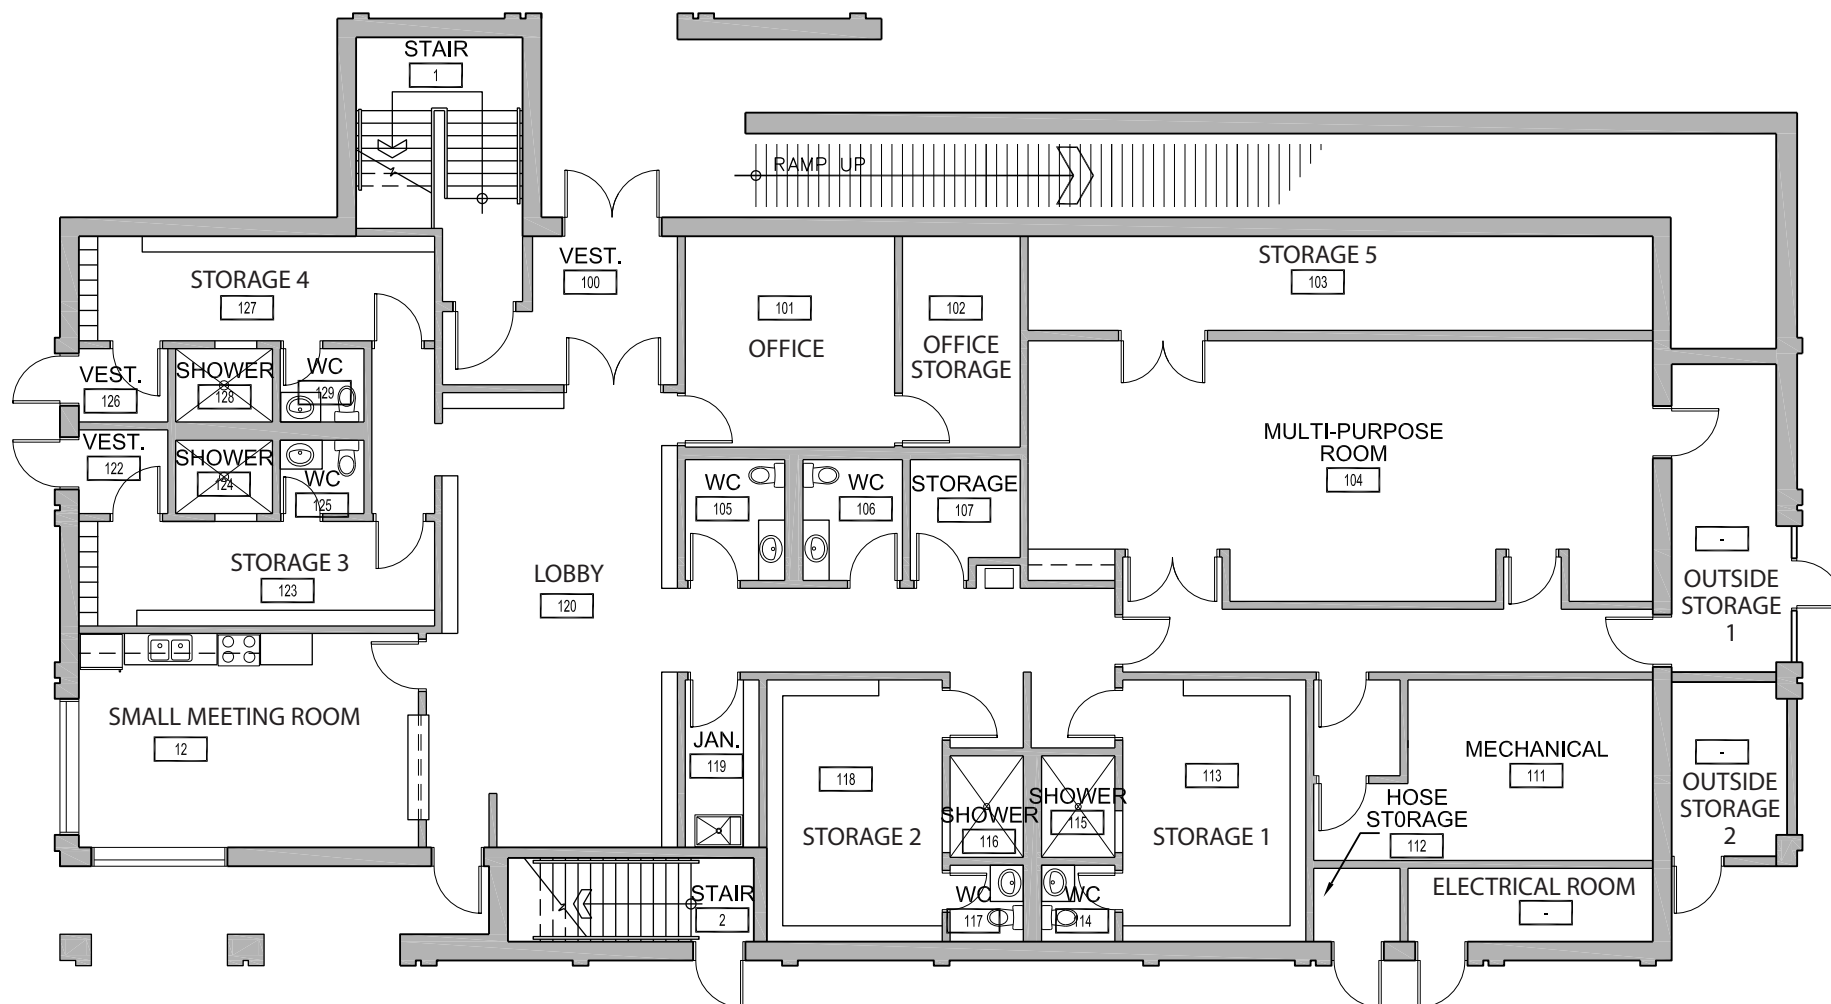 STAIR
1
RAMP UP
VEST.
100
STORAGE 4
127
101
OFFICE
102
OFFICE
STORAGE
STORAGE 5
103
VEST.
126
SHOWER
128
WC
129
VEST.
122
SHOWER
124
WC
125
MULTI-PURPOSE
ROOM
104
WC
105
WC
106
STORAGE
107
STORAGE 3
123
LOBBY
120
-
OUTSIDE
STORAGE
1
SMALL MEETING ROOM
12
JAN.
119
118
STORAGE 2
SHOWER
116
SHOWER
115
113
STORAGE 1
MECHANICAL
111
HOSE
ST0RAGE
112
-
OUTSIDE
STORAGE
2
STAIR
2
WC
117
WC
114
ELECTRICAL ROOM
-